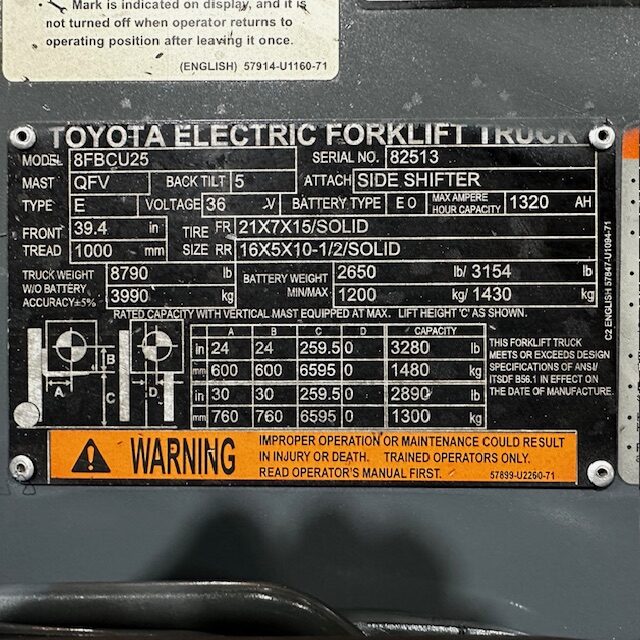 Mark is indicated on display, and it is
not turned off when operator returns to
operating position after leaving it once.
(ENGLISH) 57914-U1160-71
TOYOTA ELECTRIC FORKLIFT TRUCK
MODEL 8FBCU25 SERIAL NO. 82513
MAST QFV BACK TILT 5 ATTACH SIDE SHIFTER
TYPE E VOLTAGE 36 V BATTERY TYPE E O MAX AMPERE HOUR CAPACITY 1320 AH
FRONT TREAD 39.4 in TIRE SIZE FR 21X7X15/SOLID
1000 mm RR 16X5X10-1/2/SOLID
TRUCK WEIGHT W/O BATTERY ACCURACY±5% 8790 lb BATTERY WEIGHT MIN/MAX 2650 lb/ 3154 lb
3990 kg 1200 kg/ 1430 kg
RATED CAPACITY WITH VERTICAL MAST EQUIPPED AT MAX. LIFT HEIGHT 'C' AS SHOWN.
A B C D CAPACITY
in 24 24 259.5 0 3280 lb
mm 600 600 6595 0 1480 kg
in 30 30 259.5 0 2890 lb
mm 760 760 6595 0 1300 kg
A B C D
THIS FORKLIFT TRUCK
MEETS OR EXCEEDS DESIGN
SPECIFICATIONS OF ANSI/
ITSDF B56.1 IN EFFECT ON
THE DATE OF MANUFACTURE.
C2 ENGLISH 57847-U1094-71
WARNING
IMPROPER OPERATION OR MAINTENANCE COULD RESULT
IN INJURY OR DEATH. TRAINED OPERATORS ONLY.
READ OPERATOR'S MANUAL FIRST. 57899-U2260-71